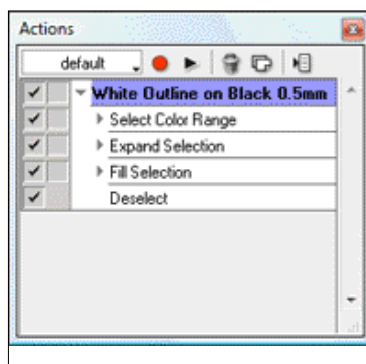 Actions
default
White Outline on Black 0.5mm
Select Color Range
Expand Selection
Fill Selection
Deselect